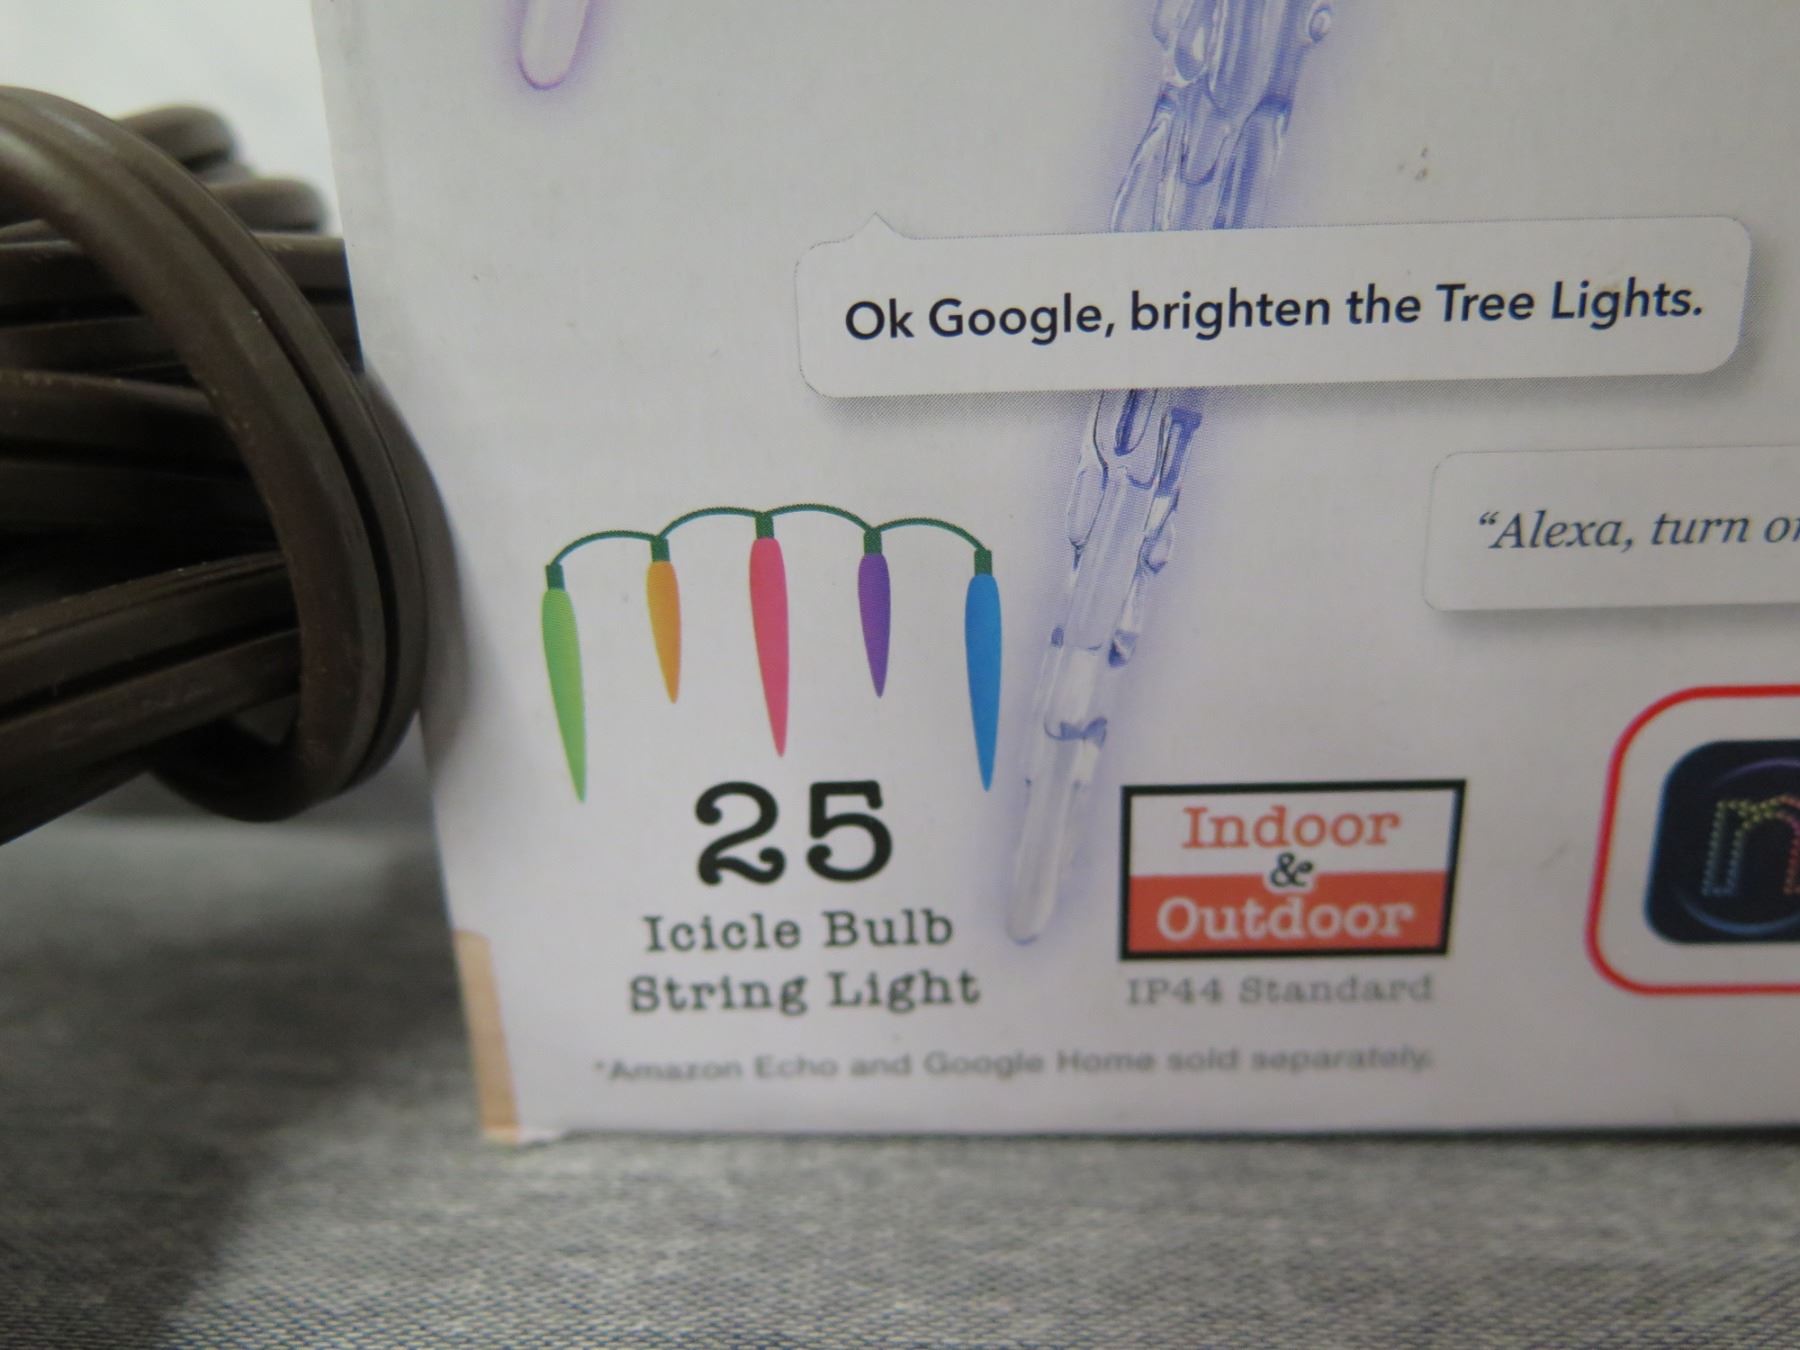 Ok Google, brighten the Tree Lights.
“Alexa, turn
25
Icicle Bulb
String Light
Indoor
&
Outdoor
IP44 Standard
*Amazon Echo and Google Home sold separately.